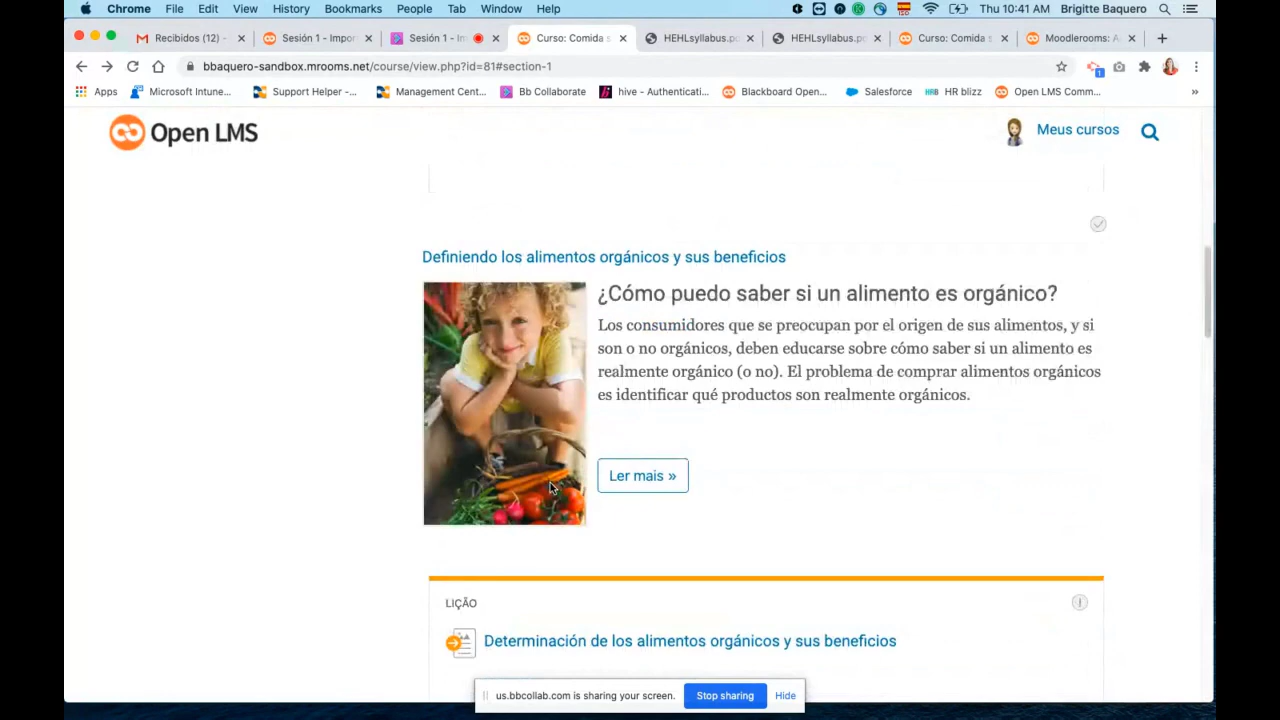 Chrome File Edit View History Bookmarks People Tab Window Help
ISO
Thu 10:41 AM Brigitte Baquero
Recibidos (12) -
Sesión 1 - Impor
Sesión 1 - Im
Curso: Comida s
HEHLsyllabus.pd
HEHLsyllabus.pd
Curso: Comida s
Moodlerooms: A
bbaquero-sandbox.mrooms.net/course/view.php?id=81#section-1
1
Apps
Microsoft Intune...
Support Helper -...
Management Cent...
Bb Collaborate
hive - Authenticati...
Blackboard Open...
Salesforce
HRB HR blizz
Open LMS Comm...
»
Open LMS
Meus cursos
Definiendo los alimentos orgánicos y sus beneficios
¿Cómo puedo saber si un alimento es orgánico?
Los consumidores que se preocupan por el origen de sus alimentos, y si
son o no orgánicos, deben educarse sobre cómo saber si un alimento es
realmente orgánico (o no). El problema de comprar alimentos orgánicos
es identificar qué productos son realmente orgánicos.
Ler mais »
LIÇÃO
Determinación de los alimentos orgánicos y sus beneficios
us.bbcollab.com is sharing your screen. Stop sharing Hide